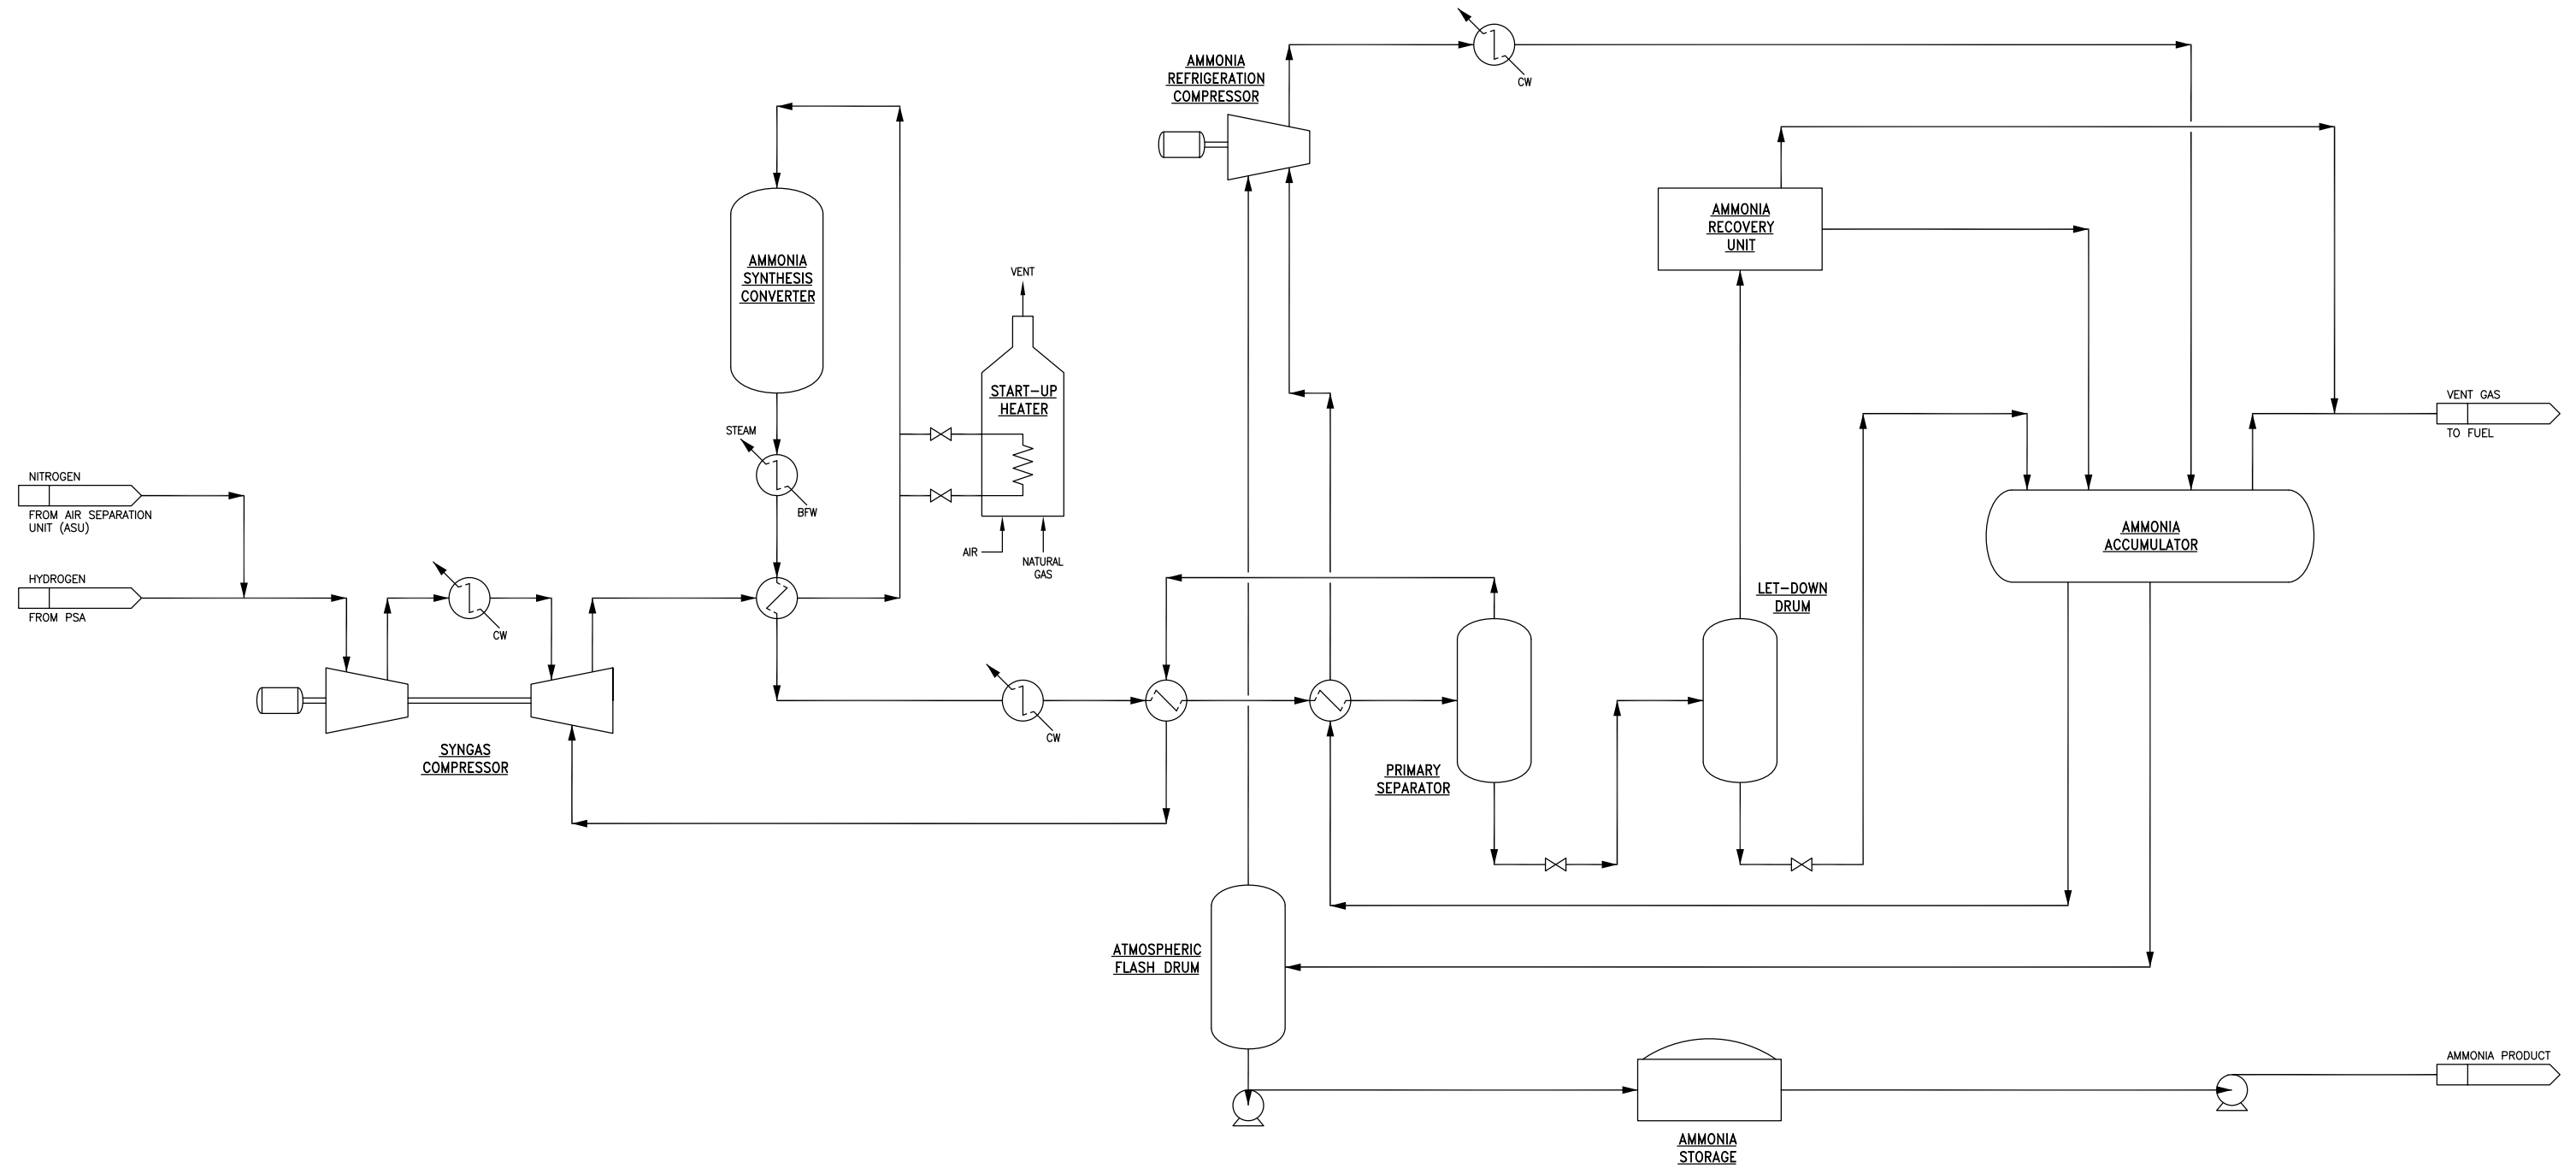 AMMONIA
REFRIGERATION
COMPRESSOR
CW
AMMONIA
RECOVERY
UNIT
AMMONIA
SYNTHESIS
CONVERTER
VENT
START-UP
HEATER
STEAM
BFW
AIR
NATURAL
GAS
VENT GAS
TO FUEL
NITROGEN
FROM AIR SEPARATION
UNIT (ASU)
HYDROGEN
FROM PSA
CW
SYNGAS
COMPRESSOR
CW
PRIMARY
SEPARATOR
LET-DOWN
DRUM
AMMONIA
ACCUMULATOR
ATMOSPHERIC
FLASH DRUM
AMMONIA
STORAGE
AMMONIA PRODUCT